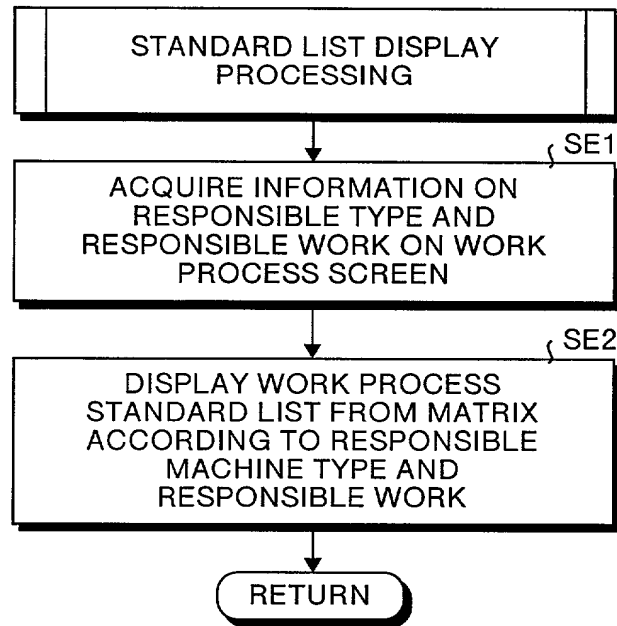 STANDARD LIST DISPLAY
PROCESSING
SE1
ACQUIRE INFORMATION ON
RESPONSIBLE TYPE AND
RESPONSIBLE WORK ON WORK
PROCESS SCREEN
SE2
DISPLAY WORK PROCESS
STANDARD LIST FROM MATRIX
ACCORDING TO RESPONSIBLE
MACHINE TYPE AND
RESPONSIBLE WORK
RETURN